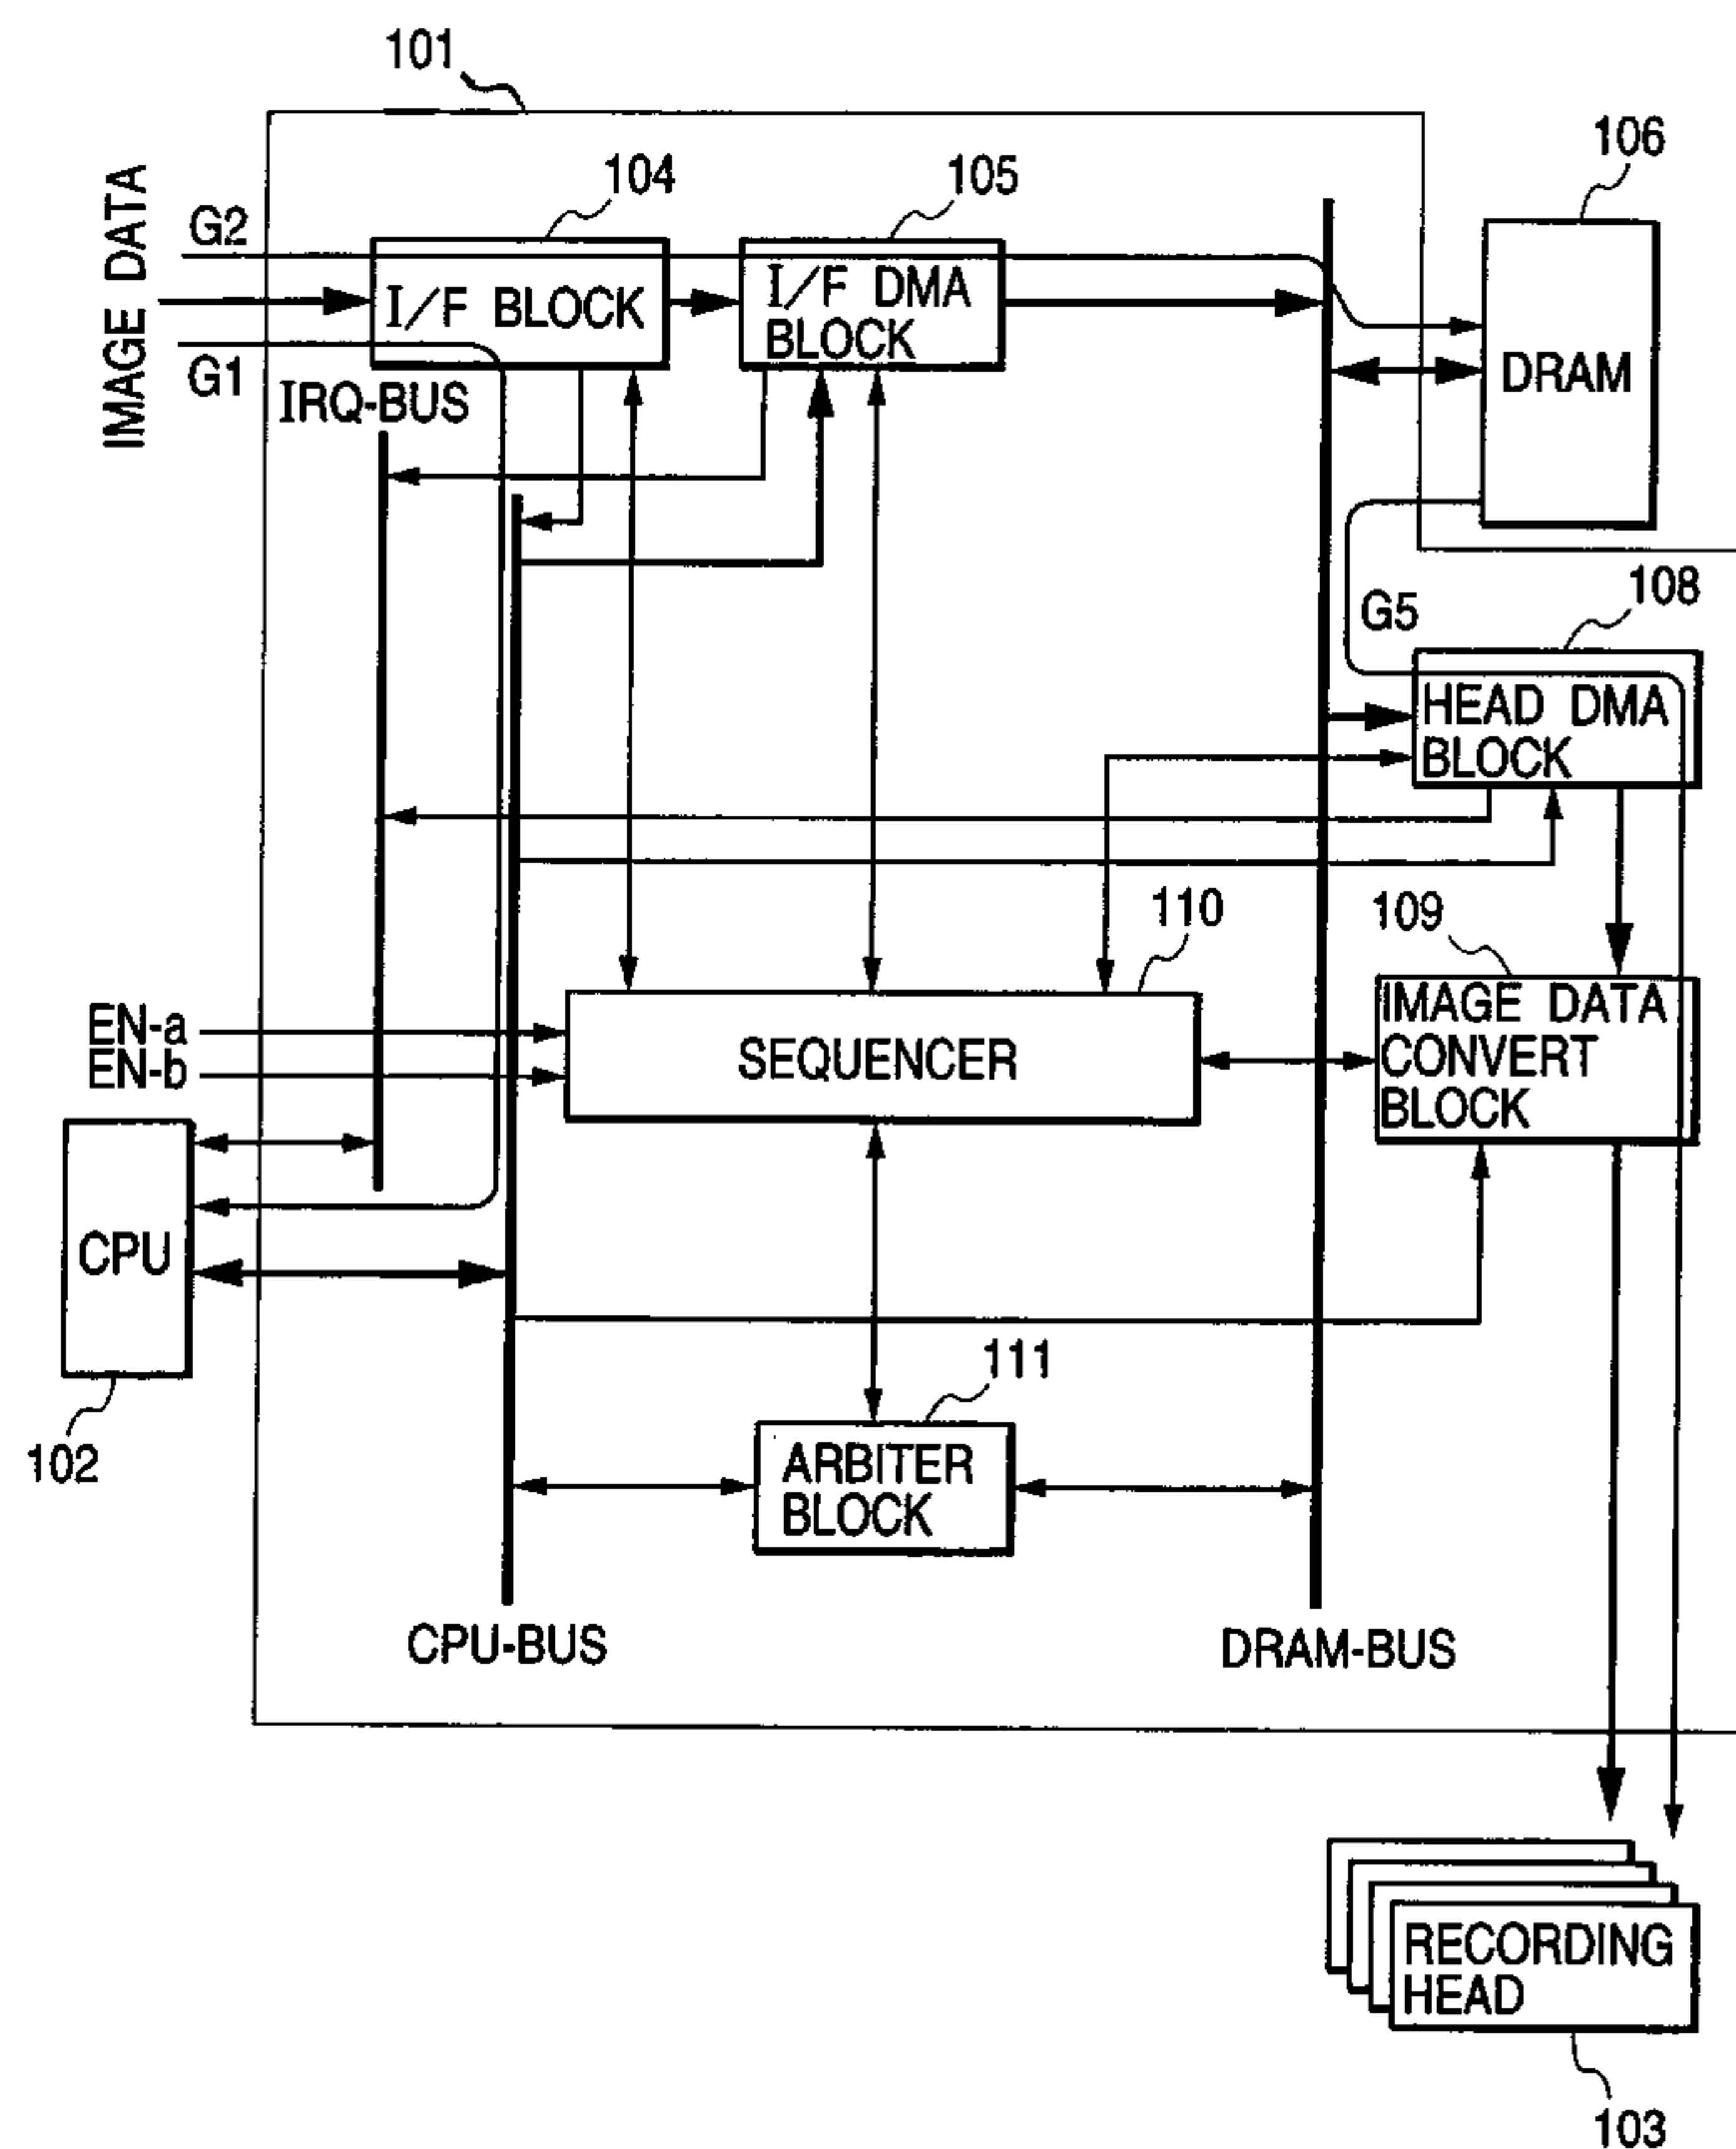 101
104
105
106
IMAGE DATA
G2
I/F BLOCK
I/F DMA
BLOCK
G1
IRQ-BUS
DRAM
108
G5
HEAD DMA
BLOCK
110
109
IMAGE DATA
CONVERT
BLOCK
EN-a
EN-b
SEQUENCER
CPU
111
102
ARBITER
BLOCK
CPU-BUS
DRAM-BUS
RECORDING
HEAD
103